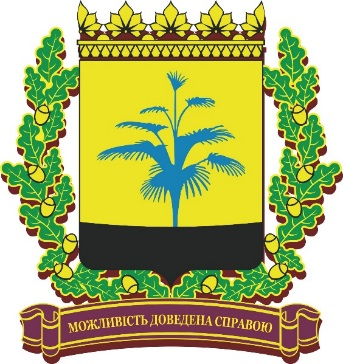 МОЖЛИВІСТЬ ДОВЕДЕНА СПРАВОЮ